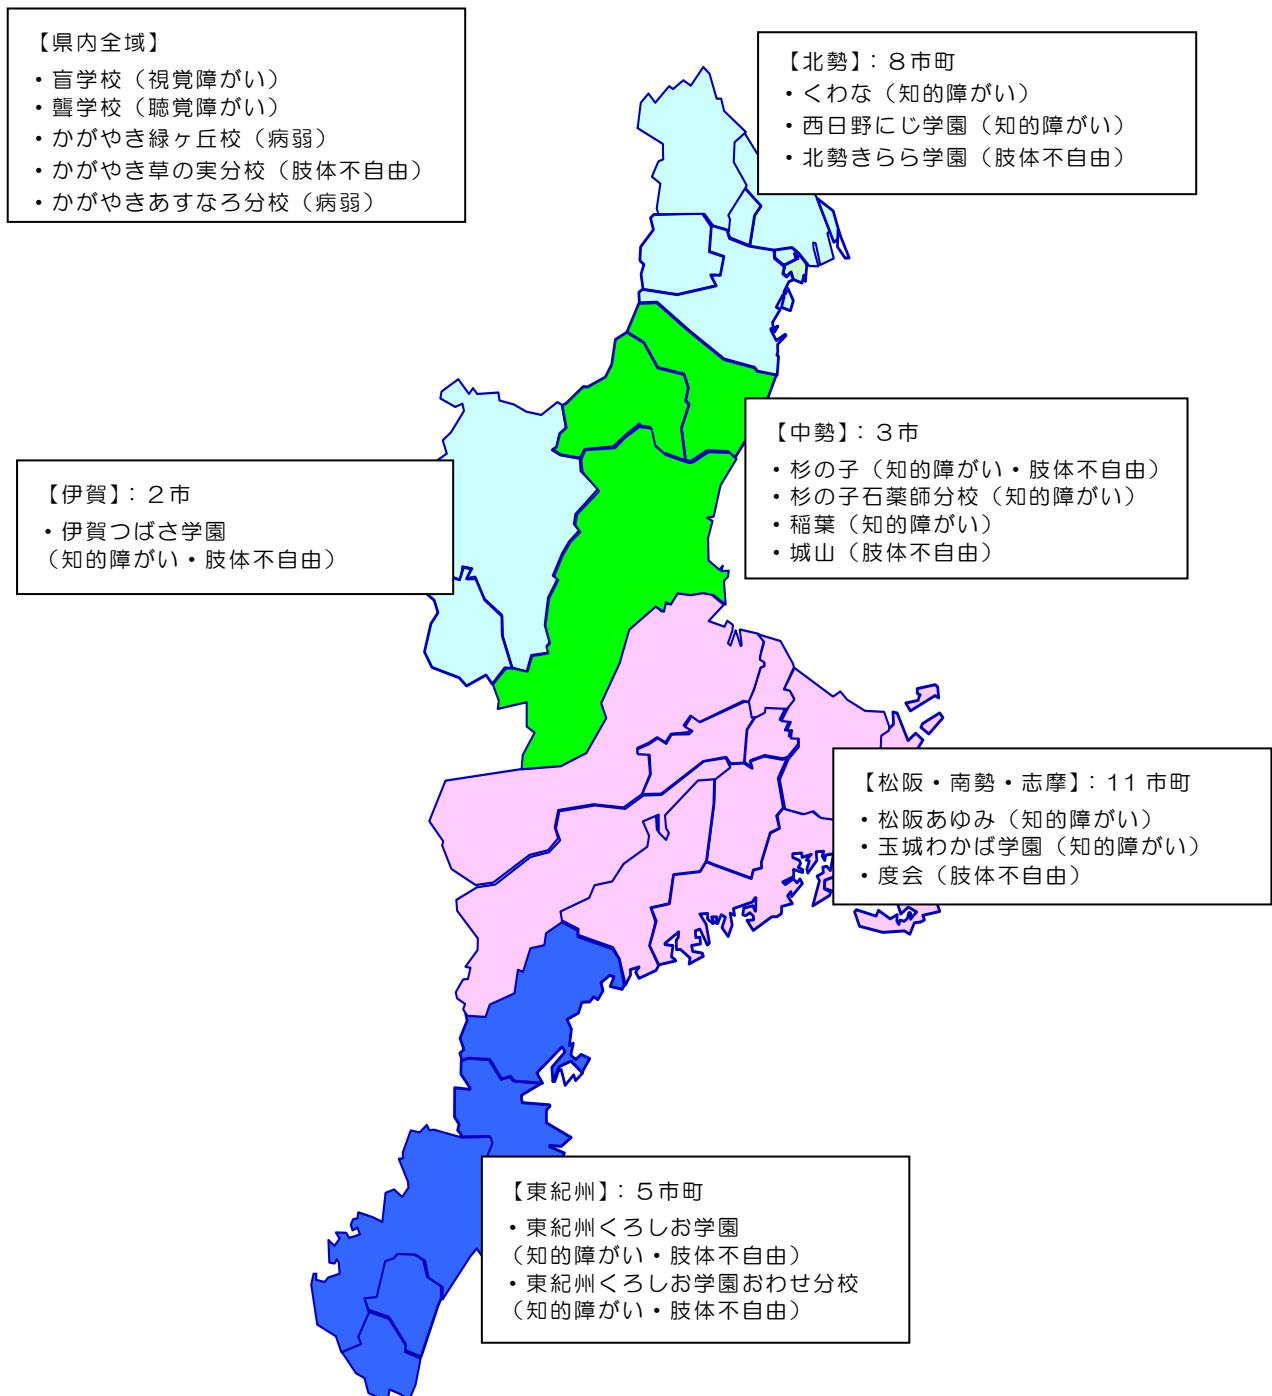 【県内全域】
・盲学校（視覚障がい）
・聾学校（聴覚障がい）
・かがやき緑ヶ丘校（病弱）
・かがやき草の実分校（肢体不自由）
・かがやきあすなろ分校（病弱）
【北勢】：８市町
・くわな（知的障がい）
・西日野にじ学園（知的障がい）
・北勢きらら学園（肢体不自由）
【中勢】：３市
・杉の子（知的障がい・肢体不自由）
・杉の子石薬師分校（知的障がい）
・稲葉（知的障がい）
・城山（肢体不自由）
【伊賀】：２市
・伊賀つばさ学園
（知的障がい・肢体不自由）
【松阪・南勢・志摩】：11市町
・松阪あゆみ（知的障がい）
・玉城わかば学園（知的障がい）
・度会（肢体不自由）
【東紀州】：５市町
・東紀州くろしお学園
（知的障がい・肢体不自由）
・東紀州くろしお学園おわせ分校
（知的障がい・肢体不自由）